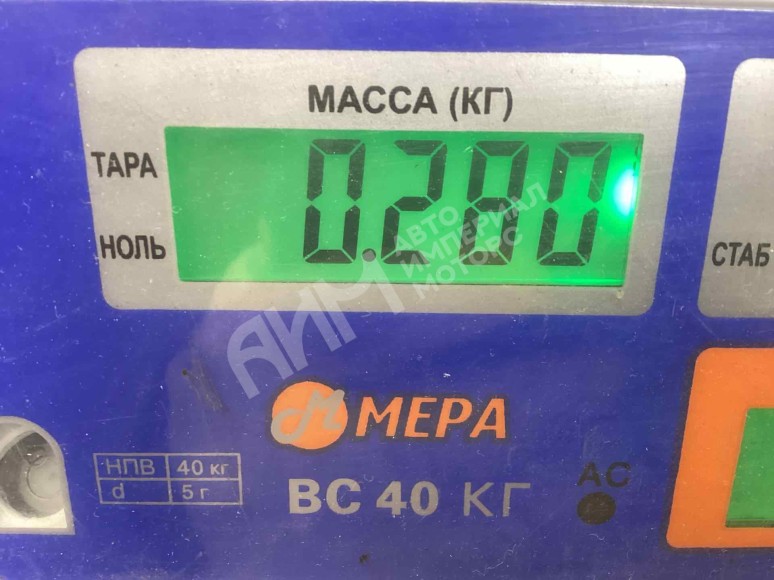 МАССА (КГ)
ТАРА
0.280
НОЛЬ
СТАБ
АИМ
АВТО
ИМПЕРИАЛ
МОТОРС
М МЕРА
НПВ 40 кг
d 5 г
ВС 40 КГ
АС